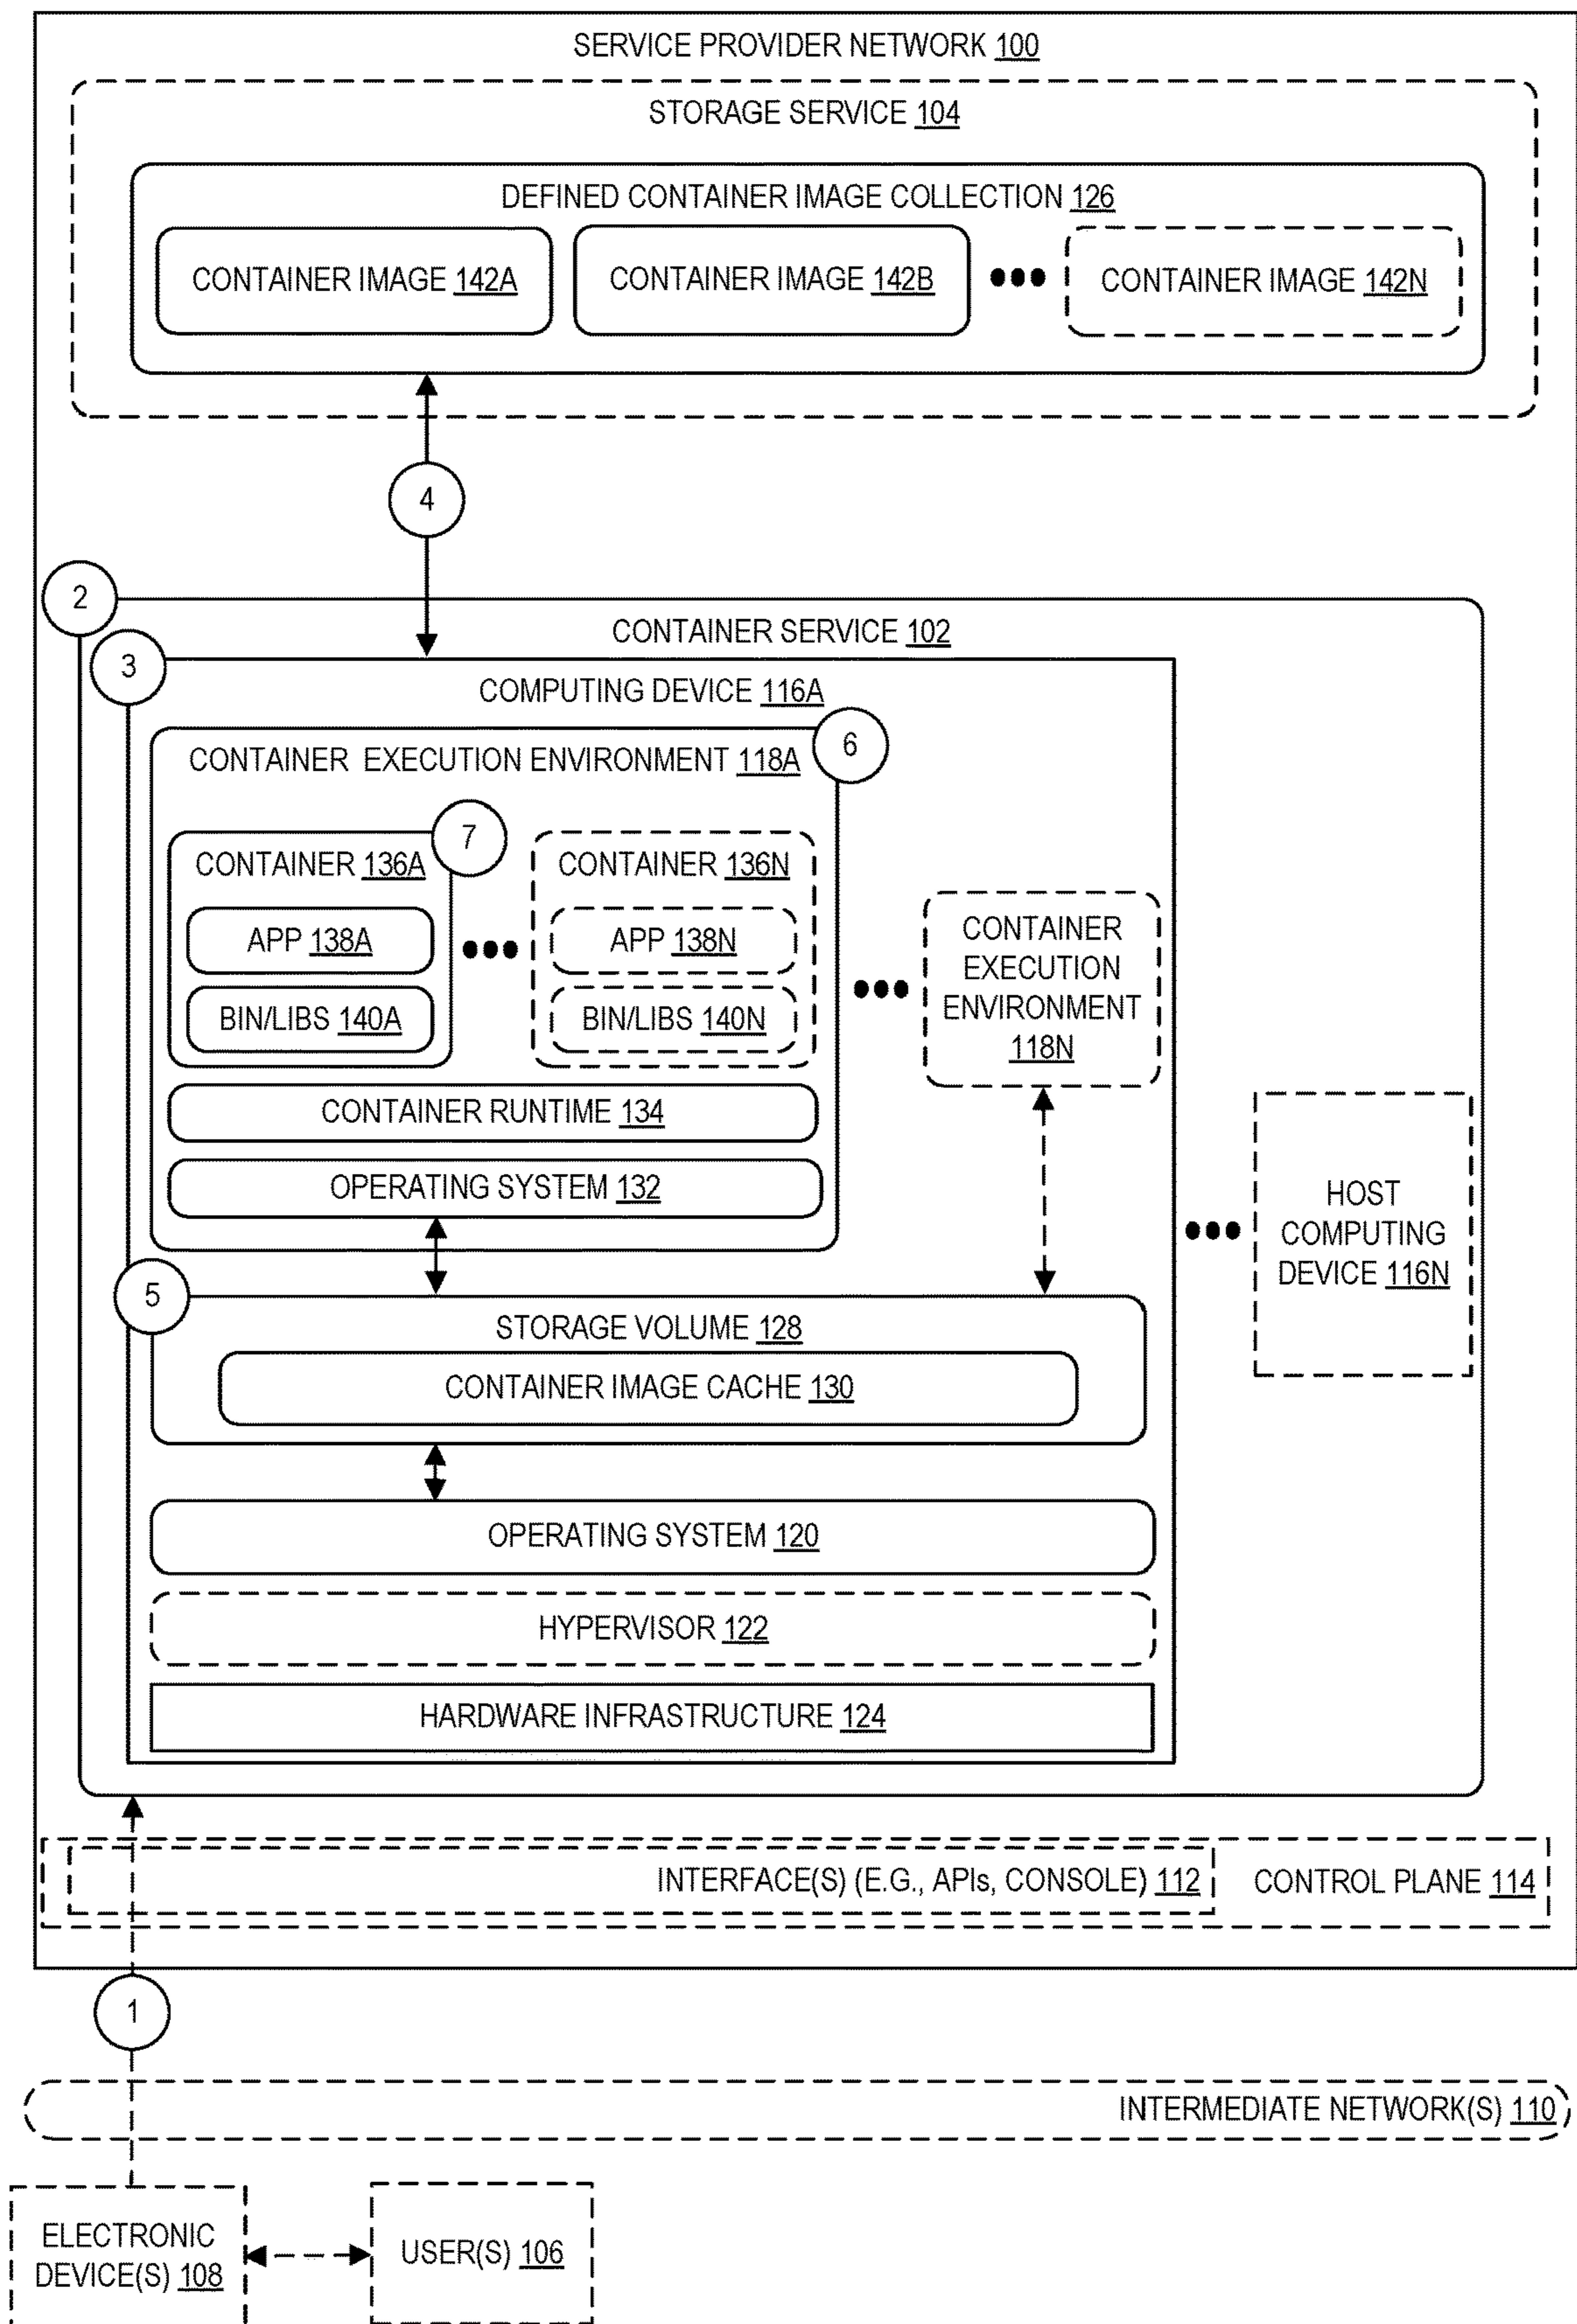 SERVICE PROVIDER NETWORK 100
STORAGE SERVICE 104
DEFINED CONTAINER IMAGE COLLECTION 126
CONTAINER IMAGE 142A
CONTAINER IMAGE 142B
CONTAINER IMAGE 142N
4
2
CONTAINER SERVICE 102
3
COMPUTING DEVICE 116A
6
CONTAINER EXECUTION ENVIRONMENT 118A
7
CONTAINER 136A
APP 138A
BIN/LIBS 140A
CONTAINER 136N
APP 138N
BIN/LIBS 140N
CONTAINER
EXECUTION
ENVIRONMENT
118N
CONTAINER RUNTIME 134
OPERATING SYSTEM 132
HOST
COMPUTING
DEVICE 116N
5
STORAGE VOLUME 128
CONTAINER IMAGE CACHE 130
OPERATING SYSTEM 120
HYPERVISOR 122
HARDWARE INFRASTRUCTURE 124
INTERFACE(S) (E.G., APIs, CONSOLE) 112
CONTROL PLANE 114
1
INTERMEDIATE NETWORK(S) 110
ELECTRONIC
DEVICE(S) 108
USER(S) 106